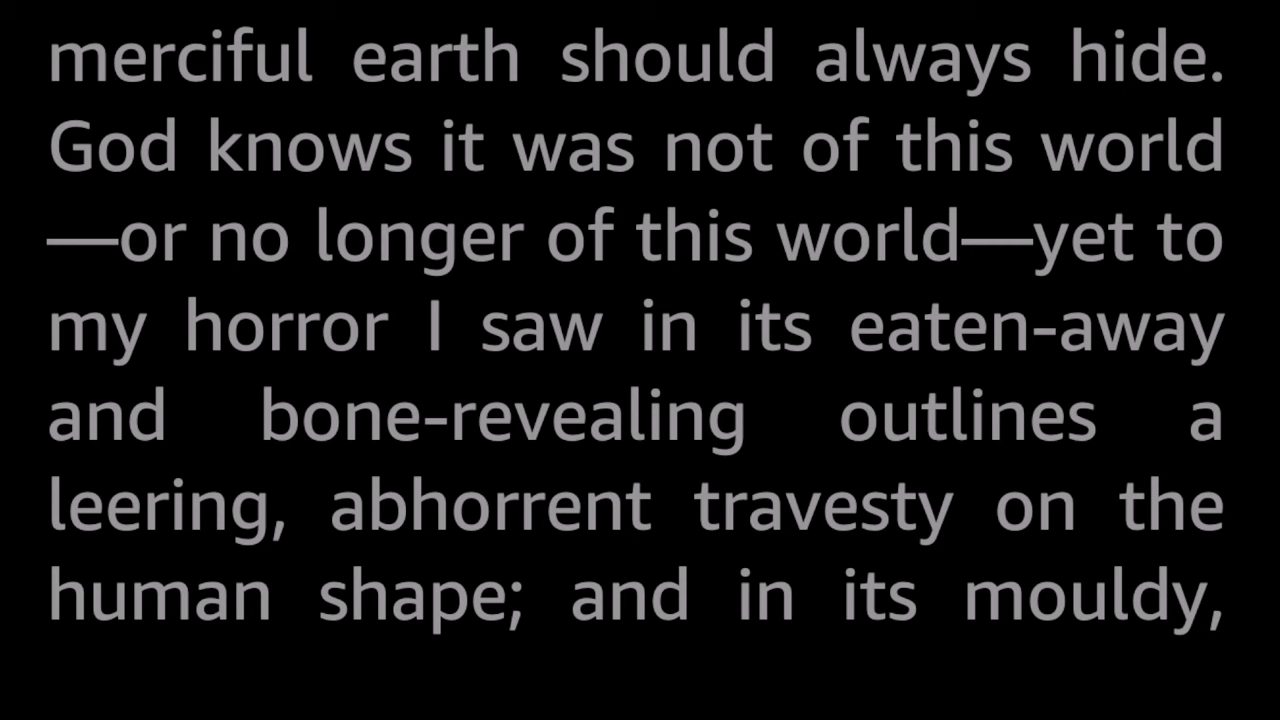 merciful earth should always hide.
God knows it was not of this world
—or no longer of this world—yet to
my horror I saw in its eaten-away
and bone-revealing outlines a
leering, abhorrent travesty on the
human shape; and in its mouldy,